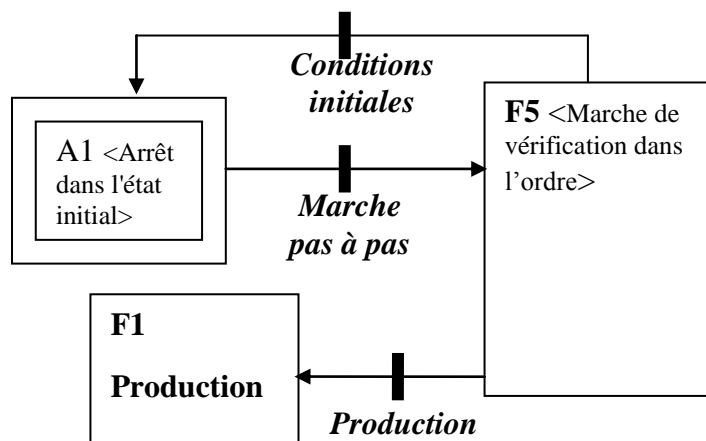 Conditions
initiales
A1 <Arrêt
dans l'état
initial>
F5 <Marche de
vérification dans
l’ordre>
Marche
pas à pas
F1
Production
Production